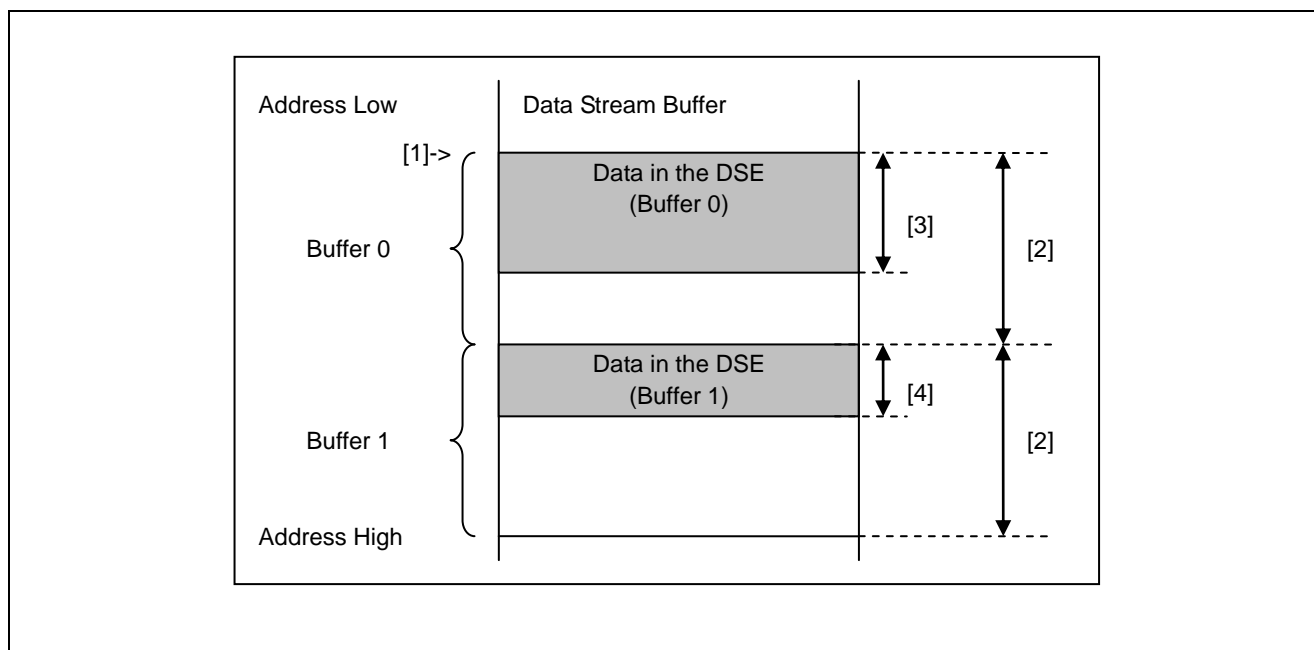 Address Low
Data Stream Buffer
[1]->
Data in the DSE
(Buffer 0)
[3]
Buffer 0
[2]
Data in the DSE
(Buffer 1)
[4]
Buffer 1
[2]
Address High